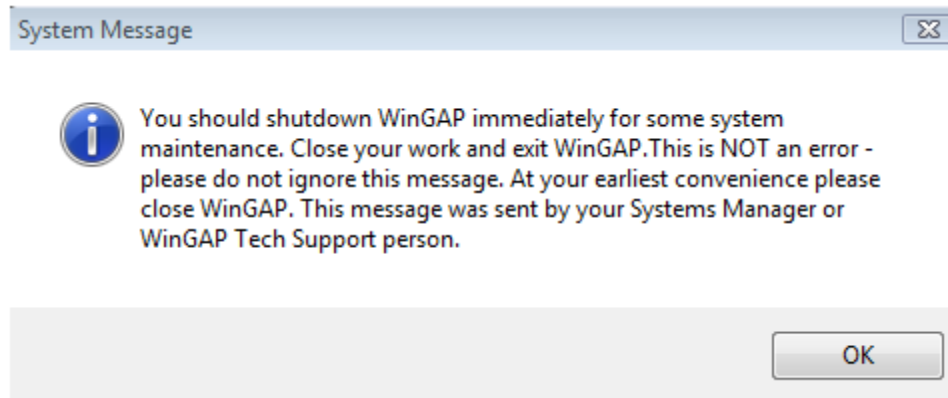 System Message
You should shutdown WinGAP immediately for some system
maintenance. Close your work and exit WinGAP.This is NOT an error -
please do not ignore this message. At your earliest convenience please
close WinGAP. This message was sent by your Systems Manager or
WinGAP Tech Support person.
OK